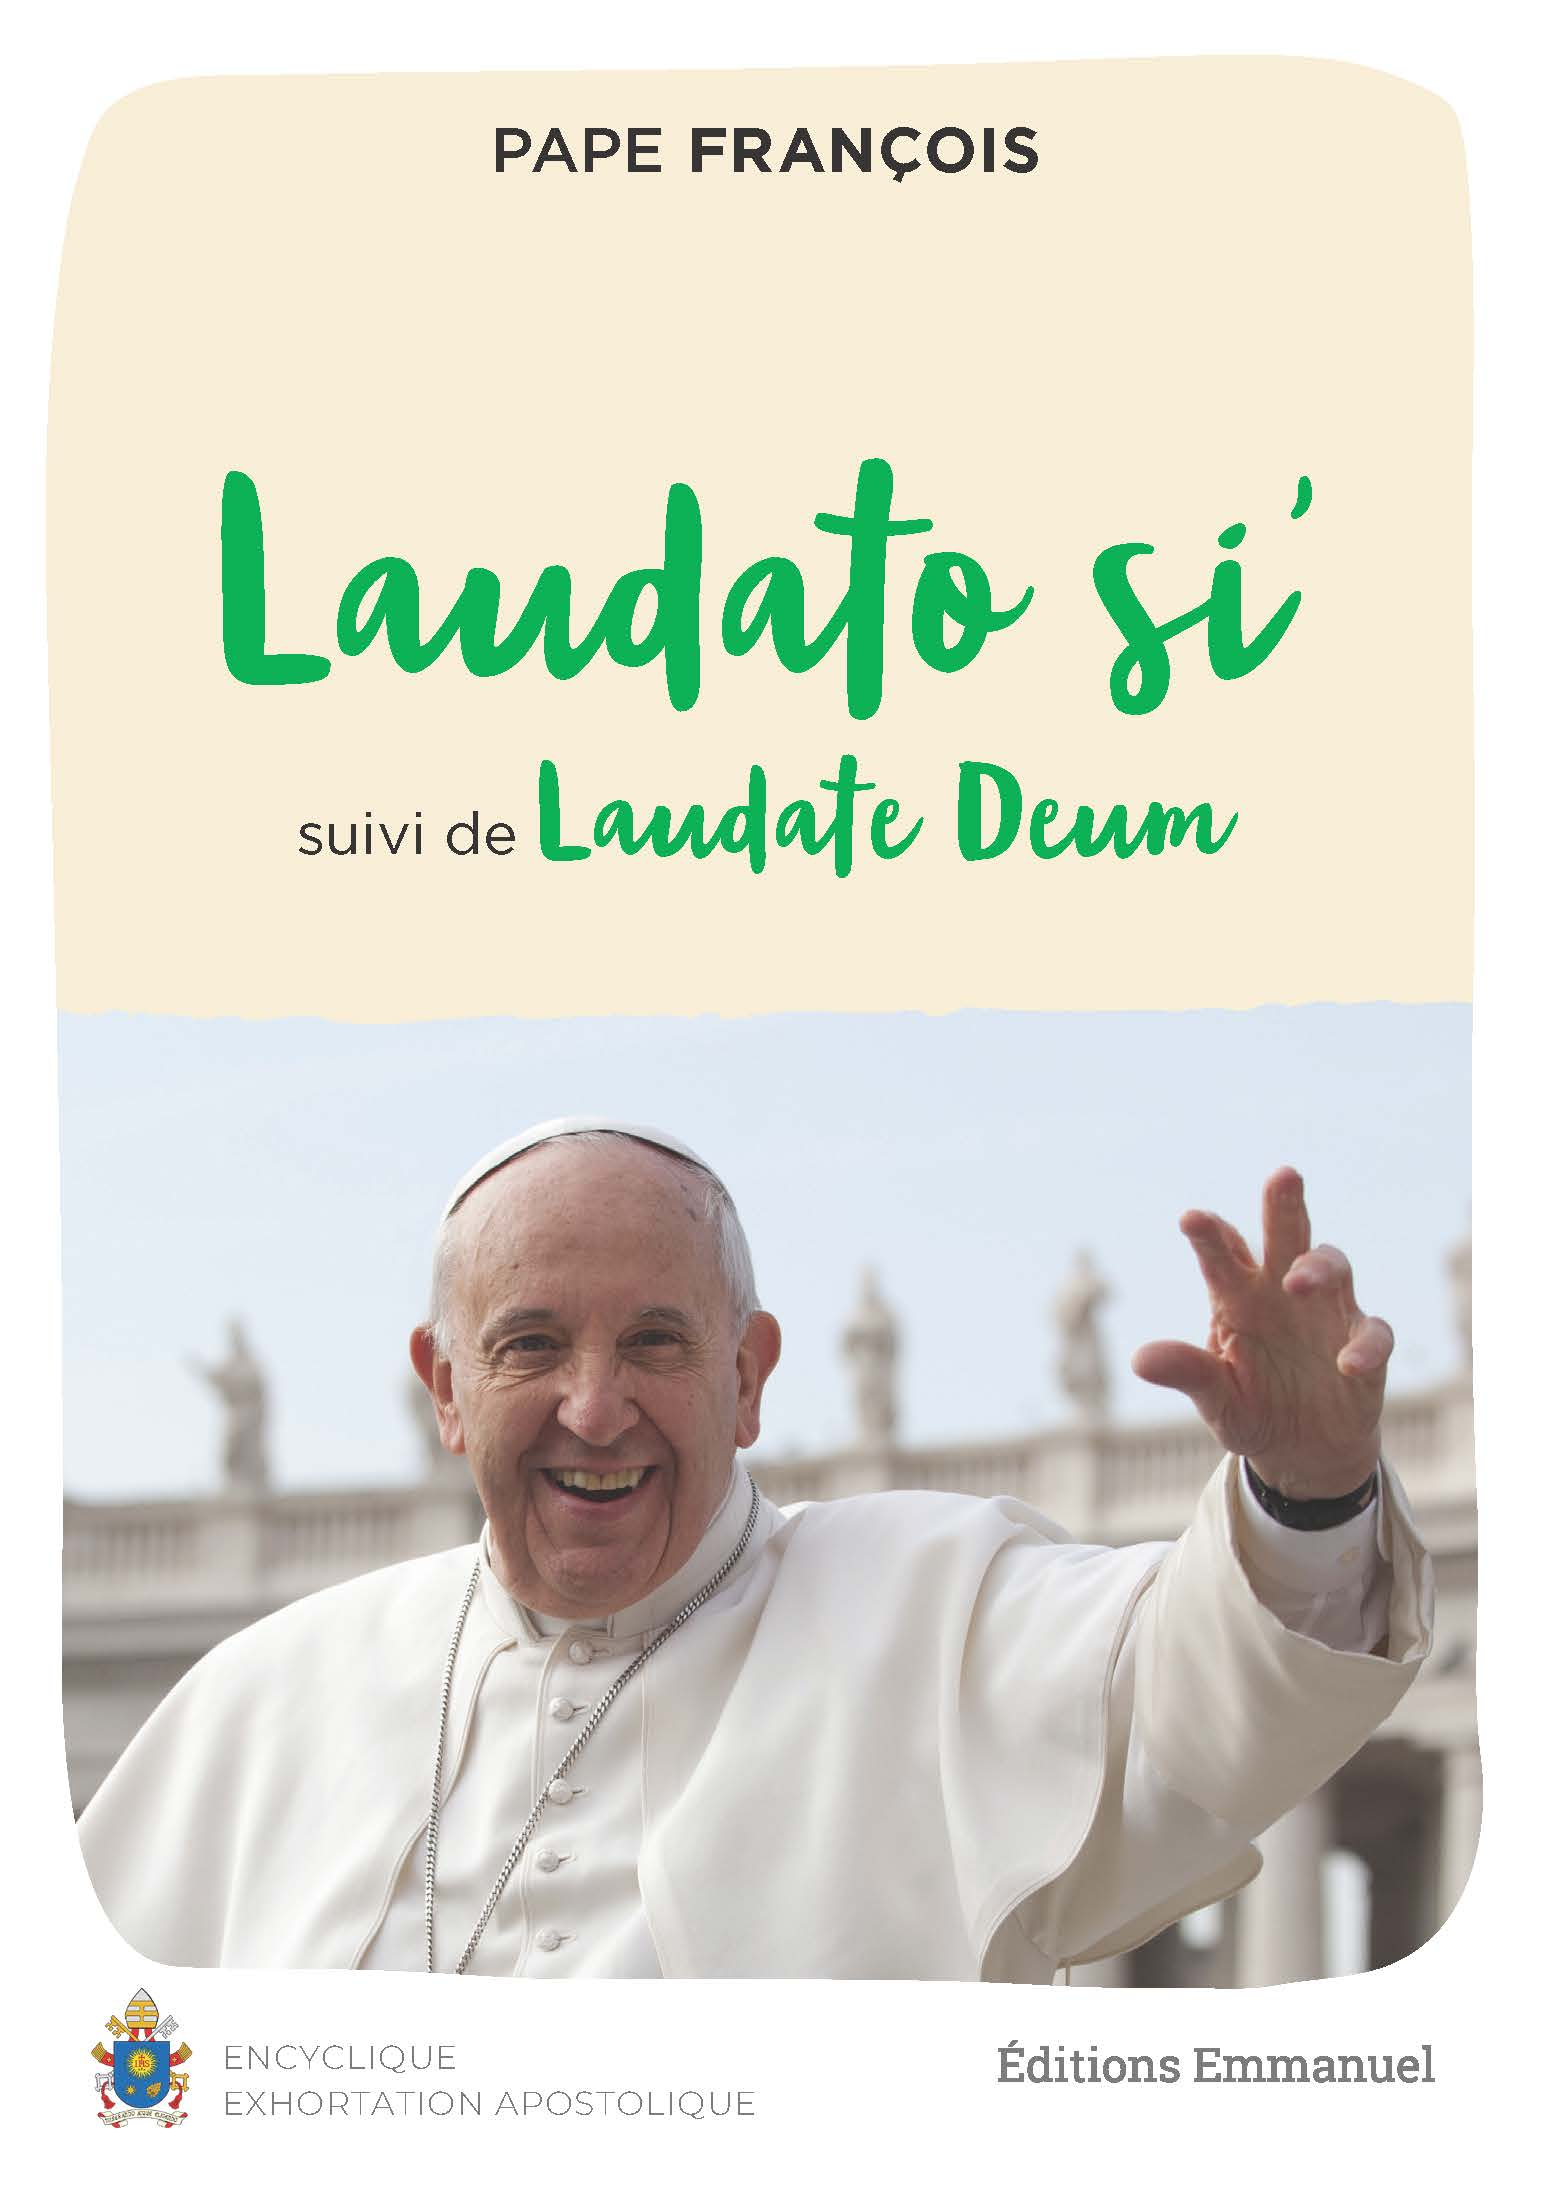 PAPE FRANÇOIS
Laudato si’
suivi de Laudate Deum
ENCYCLIQUE
EXHORTATION APOSTOLIQUE
Éditions Emmanuel